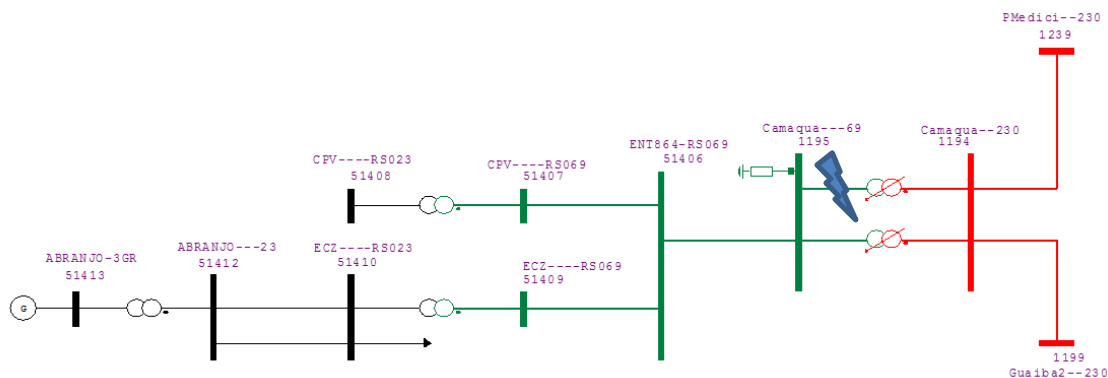 PMedici--230
1239
Camaqua---69
1195
Camaqua--230
1194
ENT864-RS069
51406
CPV----RS023
51408
CPV----RS069
51407
ABRANJO-3GR
51413
ABRANJO---23
51412
ECZ----RS023
51410
ECZ----RS069
51409
G
1199
Guaiba2--230